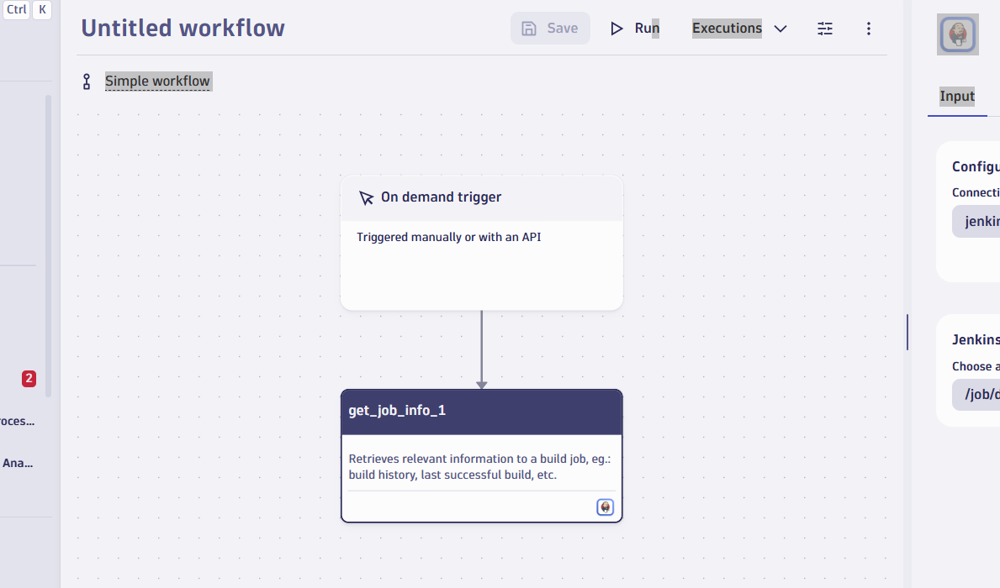 Ctrl K
Untitled workflow
Save
Run
Executions
Simple workflow
Input
On demand trigger
Triggered manually or with an API
Configu
Connecti
jenkin
2
get_job_info_1
Retrieves relevant information to a build job, eg.:
build history, last successful build, etc.
Jenkins
Choose a
/job/d
roces...
Ana...